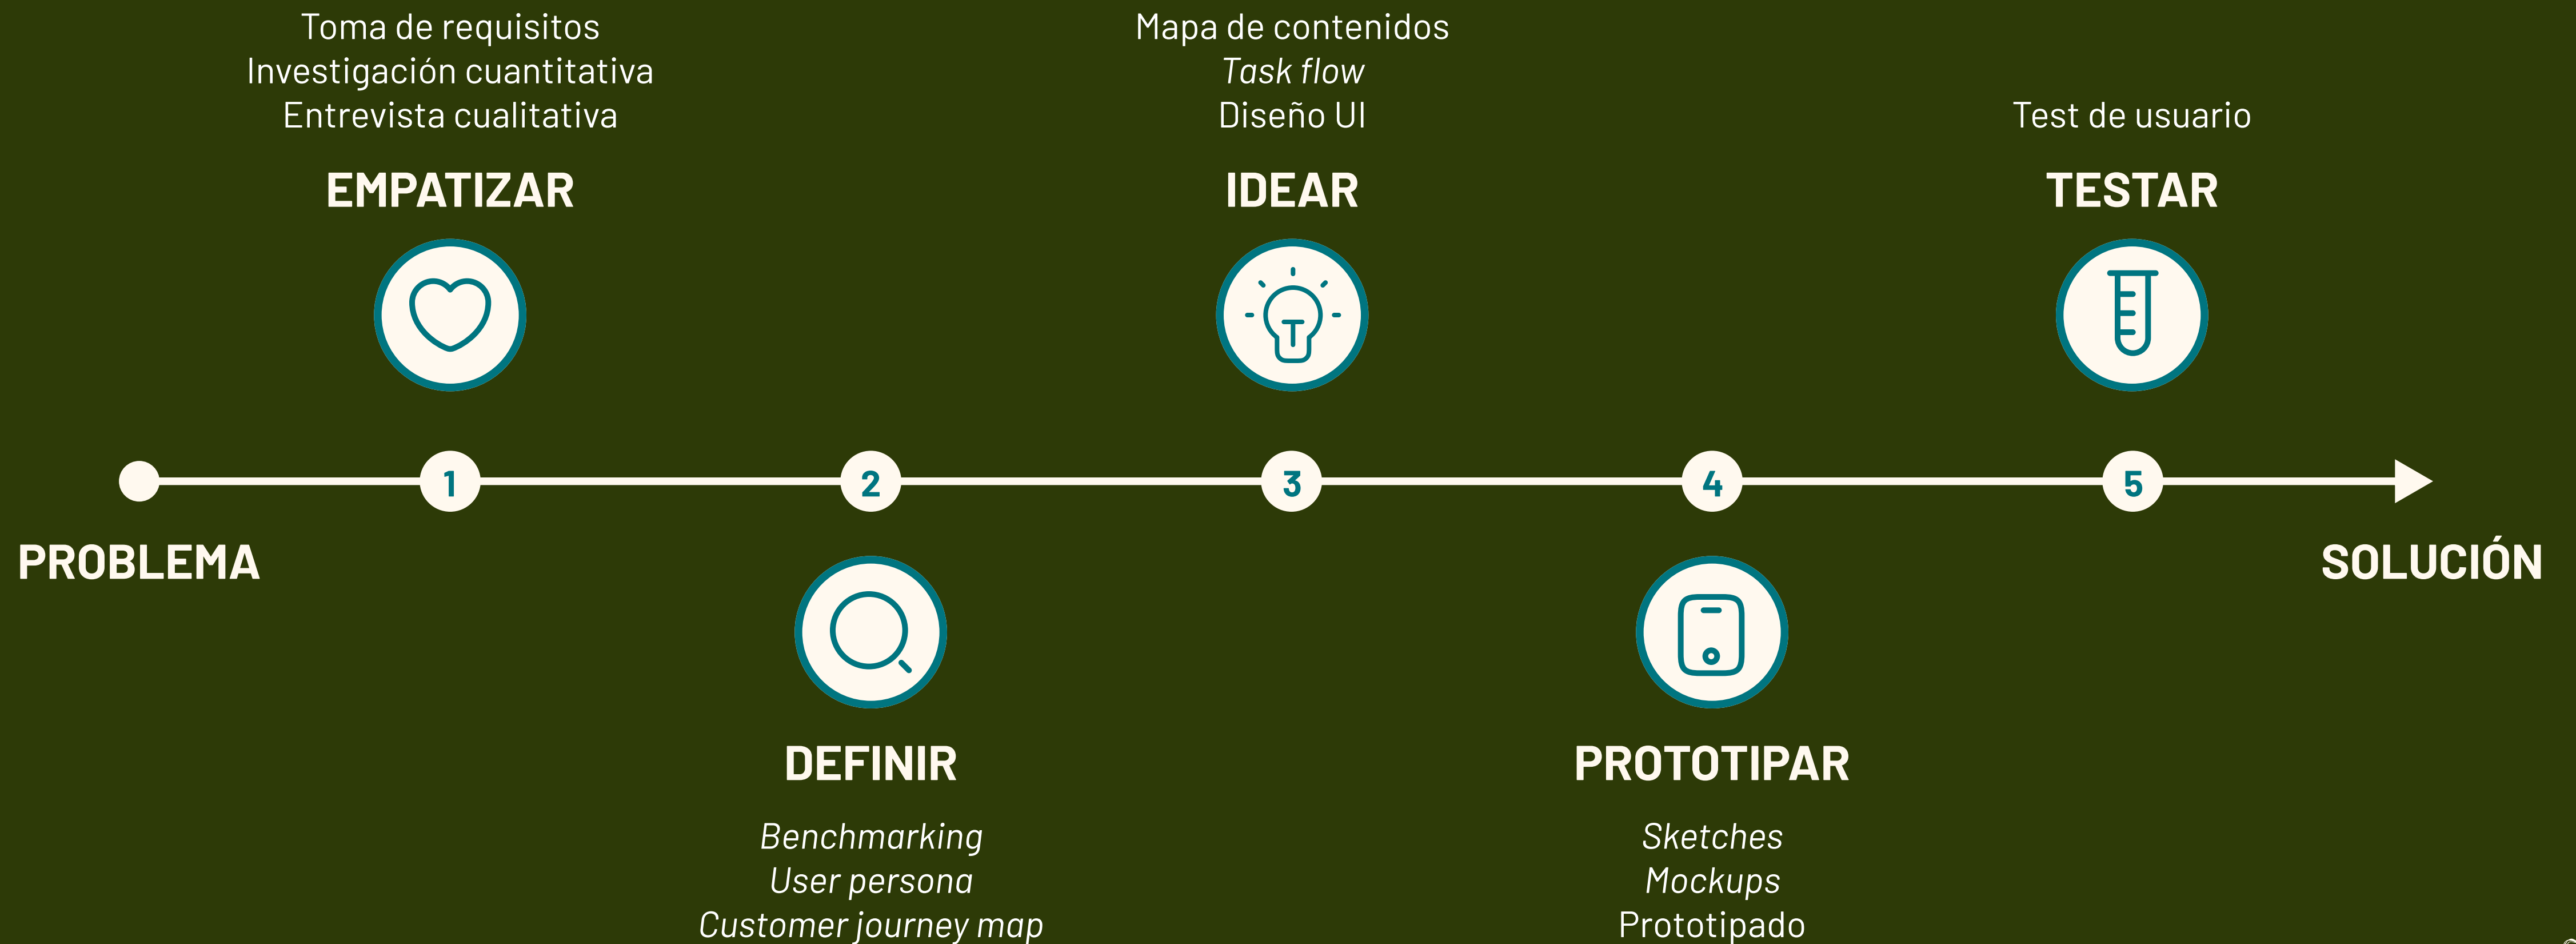 Toma de requisitos
Investigación cuantitativa
Entrevista cualitativa
EMPATIZAR
Mapa de contenidos
Task flow
Diseño UI
IDEAR
Test de usuario
TESTAR
1
2
3
4
5
PROBLEMA
SOLUCIÓN
DEFINIR
Benchmarking
User persona
Customer journey map
PROTOTIPAR
Sketches
Mockups
Prototipado